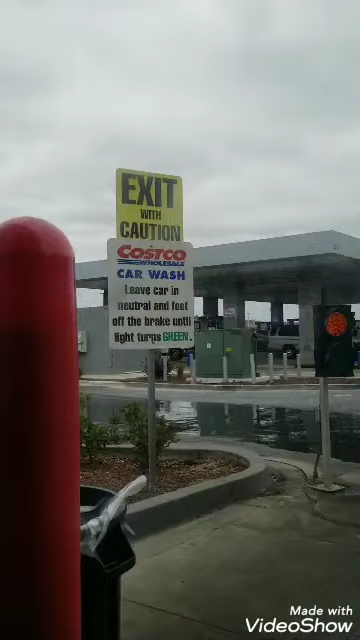 EXIT
WITH
CAUTION
COSTCO
WHOLESALE
CAR WASH
Leave car in
neutral and foot
off the brake until
light turns GREEN.
Made with
VideoShow